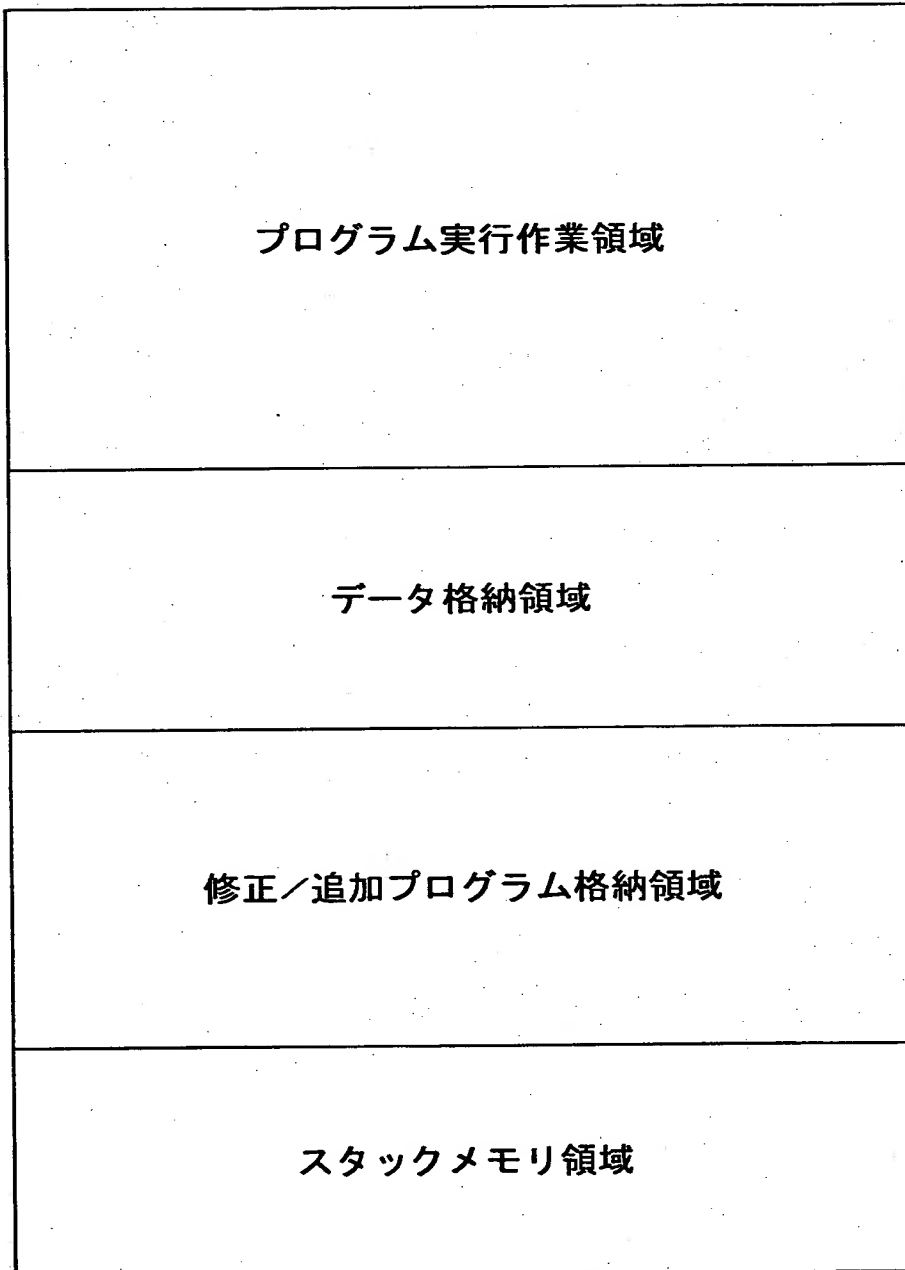 プログラム実行作業領域
データ格納領域
修正／追加プログラム格納領域
スタックメモリ領域